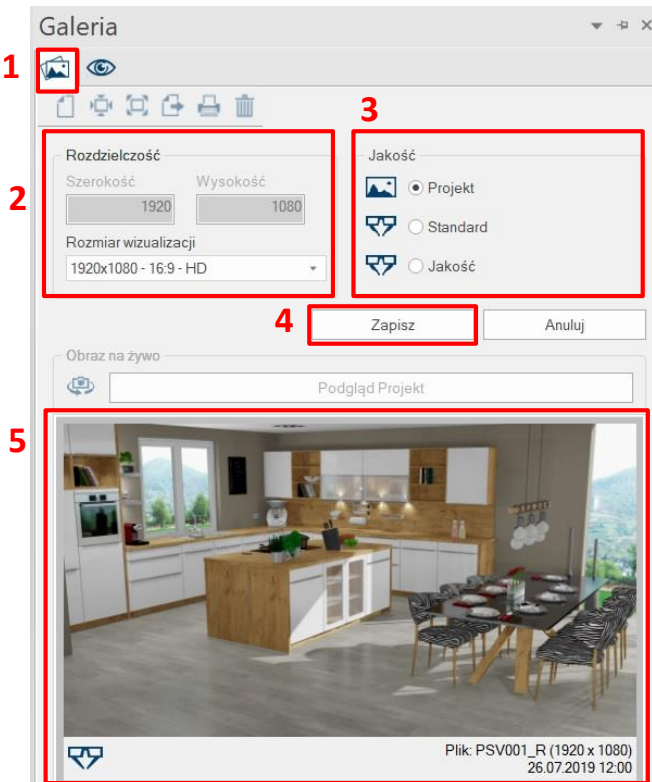 Galeria
1
3
Rozdzielczość
Jakość
2
Szerokość Wysokość
1920 1080
Projekt
Standard
Rozmiar wizualizacji
1920x1080 - 16:9 - HD
Jakość
4
Zapisz Anuluj
Obraz na żywo
Podgląd Projekt
5
Plik: PSV001_R (1920 x 1080)
26.07.2019 12:00